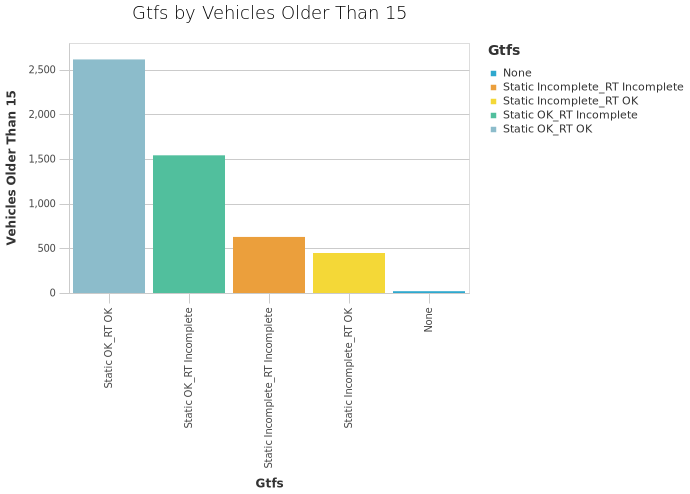 Gtfs by Vehicles Older Than 15
Vehicles Older Than 15
2,500
2,000
1,500
1,000
500
0
Static OK_RT OK
Static OK_RT Incomplete
Static Incomplete_RT Incomplete
Static Incomplete_RT OK
None
Gtfs
Gtfs
None
Static Incomplete_RT Incomplete
Static Incomplete_RT OK
Static OK_RT Incomplete
Static OK_RT OK